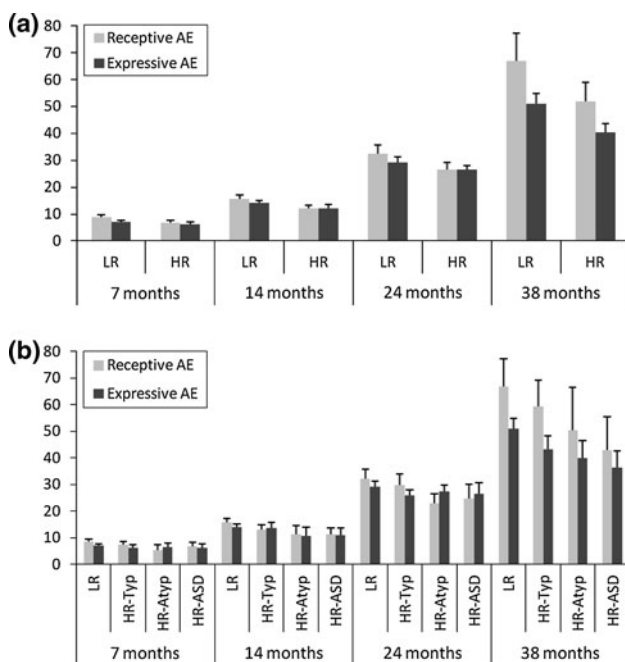 (a)
80
70
60
50
40
30
20
10
0
Receptive AE
Expressive AE
LR HR LR HR LR HR LR HR
7 months 14 months 24 months 38 months
(b)
80
70
60
50
40
30
20
10
0
Receptive AE
Expressive AE
LR HR-Typ HR-Atyp HR-ASD LR HR-Typ HR-Atyp HR-ASD LR HR-Typ HR-Atyp HR-ASD LR HR-Typ HR-Atyp HR-ASD
7 months 14 months 24 months 38 months